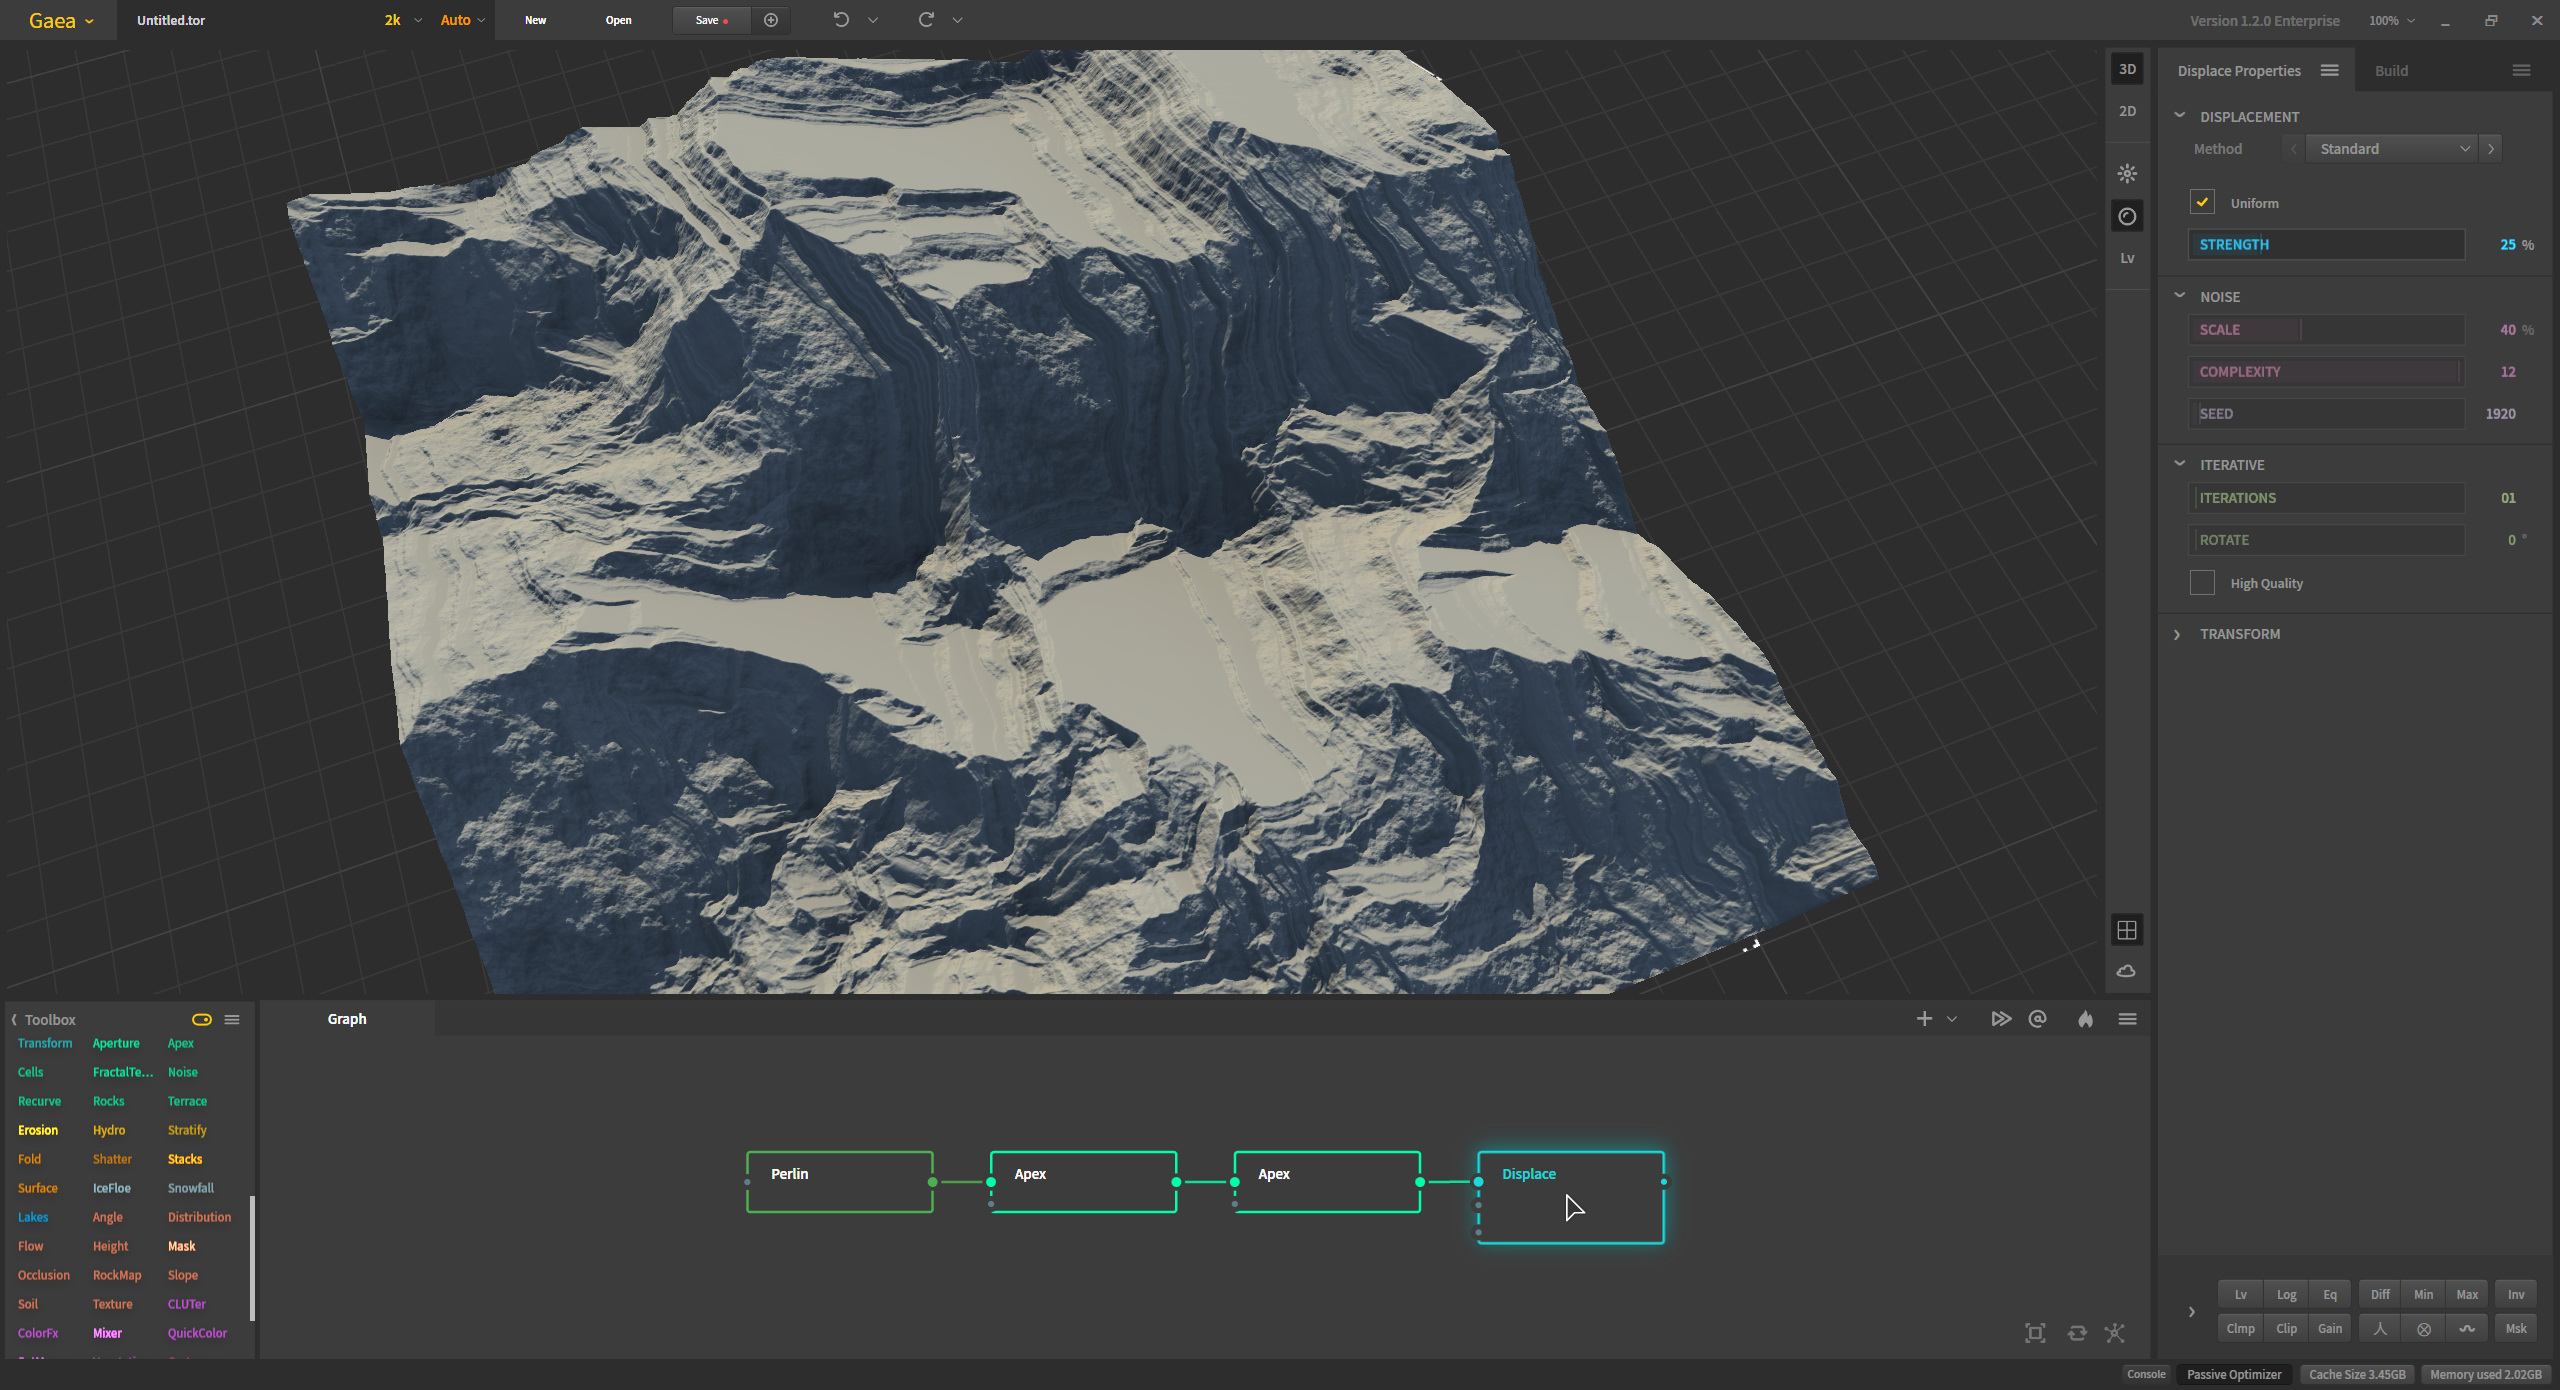 Gaea
Untitled.tor
2k
Auto
New
Open
Save
Version 1.2.0 Enterprise
100%
3D
2D
Lv
Displace Properties
Build
DISPLACEMENT
Method
Standard
Uniform
STRENGTH 25 %
NOISE
SCALE 40 %
COMPLEXITY 12
SEED 1920
ITERATIVE
ITERATIONS 01
ROTATE 0 °
High Quality
TRANSFORM
Toolbox
Transform Aperture Apex
Cells FractalTe... Noise
Recurve Rocks Terrace
Erosion Hydro Stratify
Fold Shatter Stacks
Surface IceFloe Snowfall
Lakes Angle Distribution
Flow Height Mask
Occlusion RockMap Slope
Soil Texture CLUTer
ColorFx Mixer QuickColor
Graph
Perlin
Apex
Apex
Displace
Lv Log Eq Diff Min Max Inv
Clmp Clip Gain Msk
Console
Passive Optimizer
Cache Size 3.45GB
Memory used 2.02GB